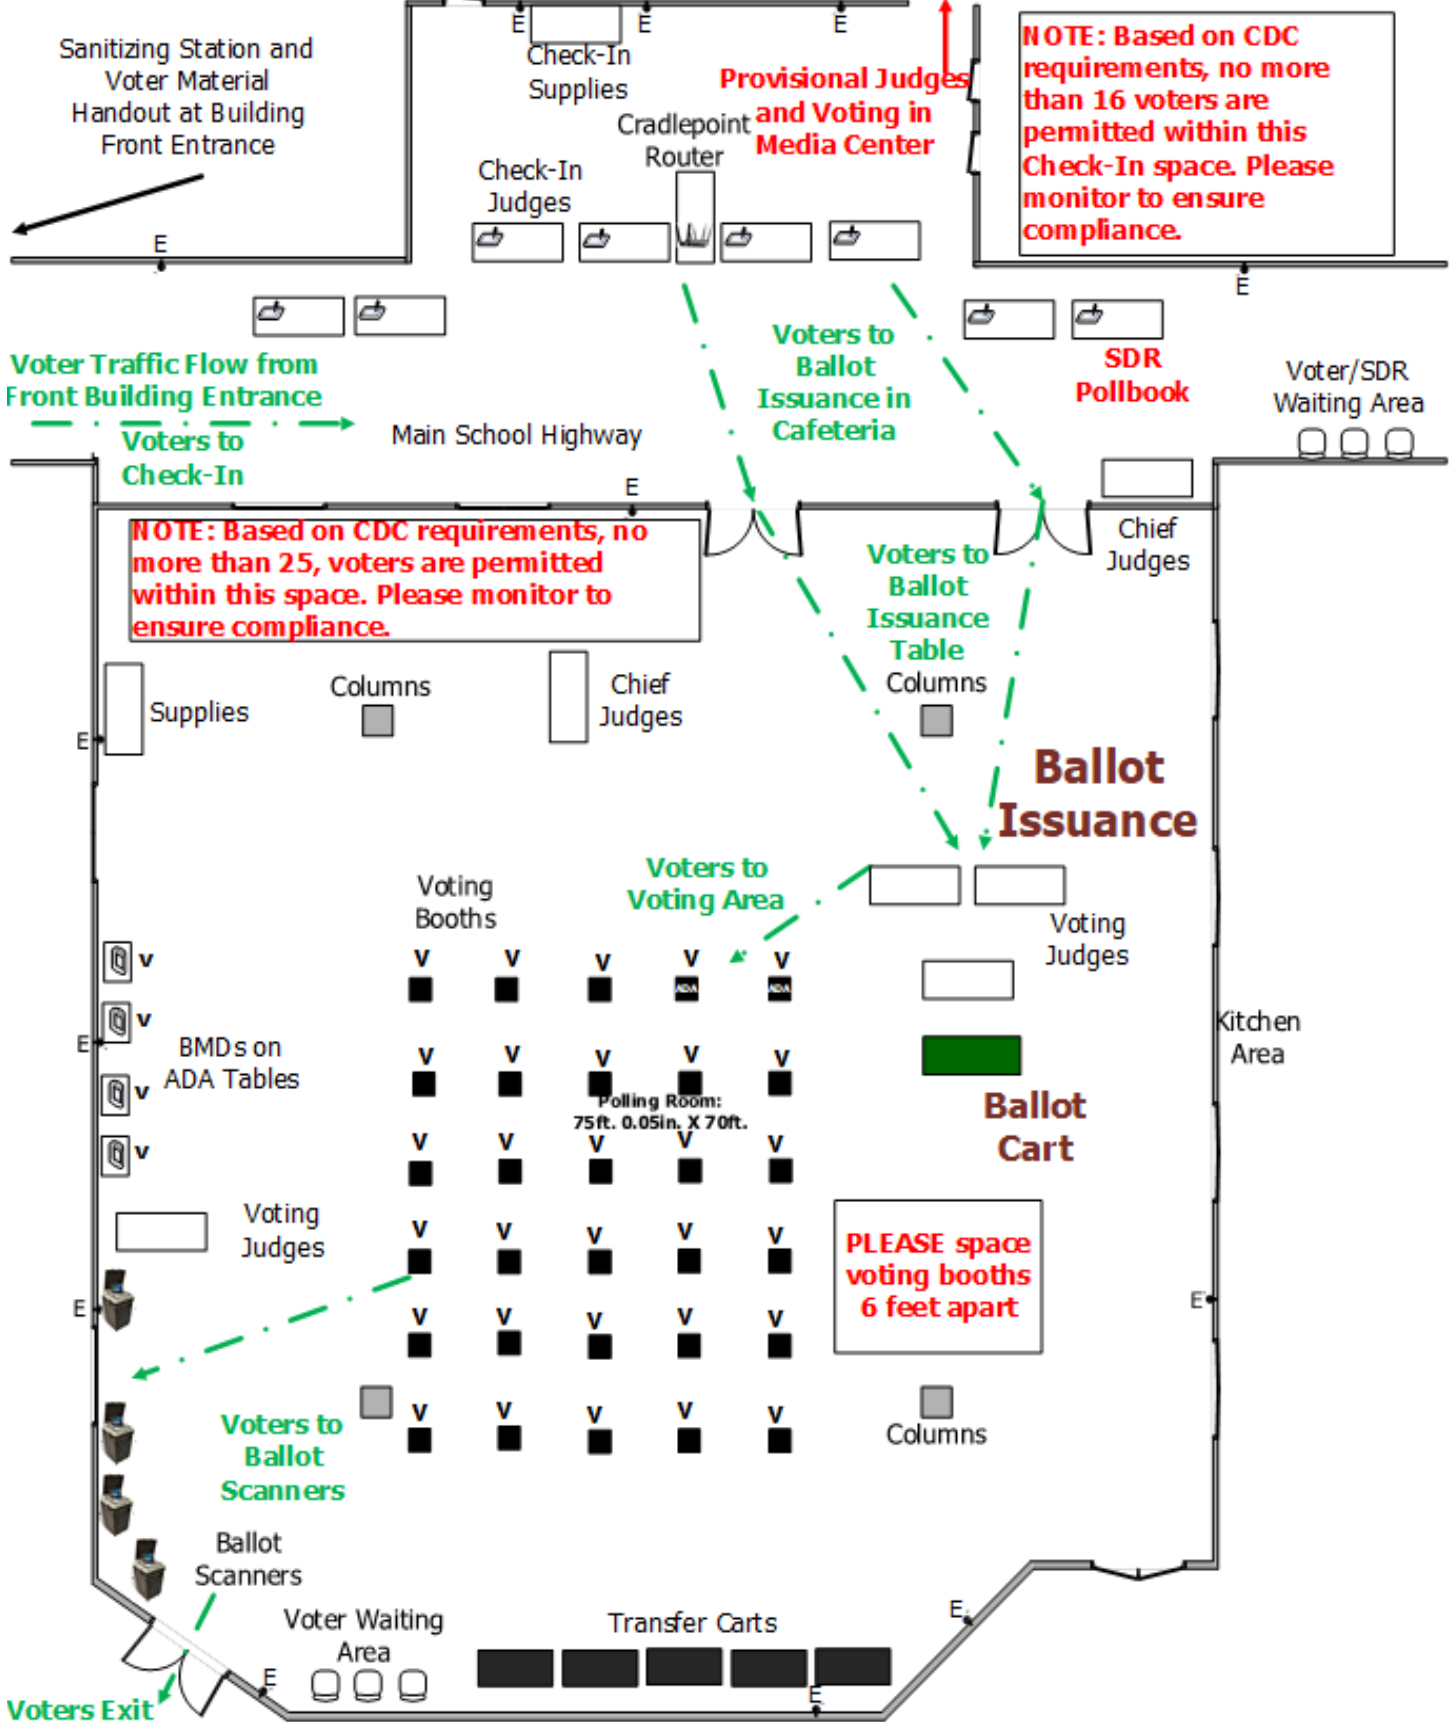 E
E
E
Sanitizing Station and
Voter Material
Handout at Building
Front Entrance
Check-In
Supplies
Provisional Judges
and Voting in
Media Center
NOTE: Based on CDC
requirements, no more
than 16 voters are
permitted within this
Check-In space. Please
monitor to ensure
compliance.
Cradlepoint
Router
Check-In
Judges
E
E
Voter Traffic Flow from
Front Building Entrance
Voters to
Check-In
Main School Highway
Voters to
Ballot
Issuance in
Cafeteria
SDR
Pollbook
Voter/SDR
Waiting Area
E
NOTE: Based on CDC requirements, no
more than 25, voters are permitted
within this space. Please monitor to
ensure compliance.
Voters to
Ballot
Issuance
Table
Chief
Judges
Supplies
Columns
Chief
Judges
Columns
E
Ballot
Issuance
Voting
Booths
Voters to
Voting Area
Voting
Judges
V V V V V V
ADA ADA
V
E
BMDs on
ADA Tables
Kitchen
Area
V V V V V
Polling Room:
75ft. 0.05in. X 70ft.
V
Ballot
Cart
V V V V V V
Voting
Judges
V V V V V
PLEASE space
voting booths
6 feet apart
E
E
V V V V V
V V V V V
Voters to
Ballot
Scanners
Columns
Ballot
Scanners
Voter Waiting
Area
Transfer Carts
E
E
E
Voters Exit